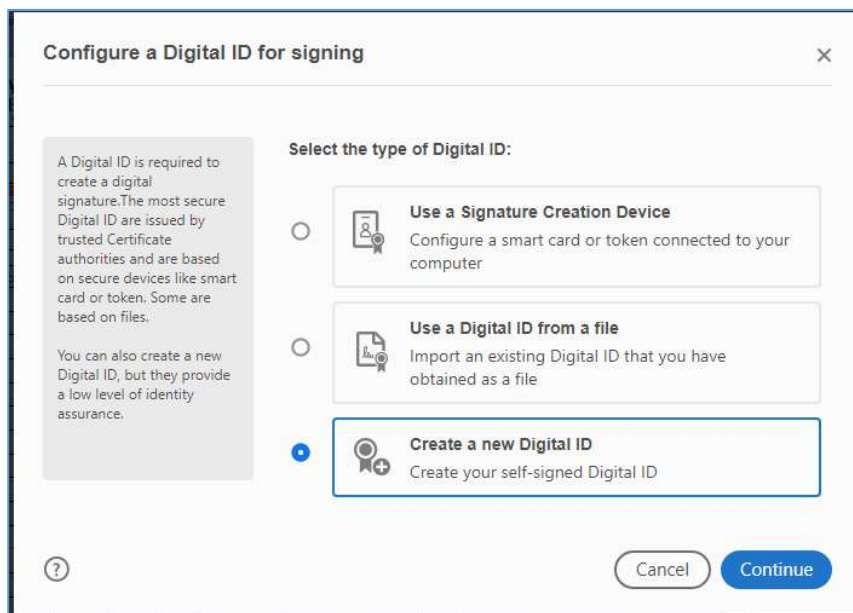 Configure a Digital ID for signing
A Digital ID is required to
create a digital
signature.The most secure
Digital ID are issued by
trusted Certificate
authorities and are based
on secure devices like smart
card or token. Some are
based on files.
You can also create a new
Digital ID, but they provide
a low level of identity
assurance.
Select the type of Digital ID:
Use a Signature Creation Device
Configure a smart card or token connected to your
computer
Use a Digital ID from a file
Import an existing Digital ID that you have
obtained as a file
Create a new Digital ID
Create your self-signed Digital ID
Cancel
Continue